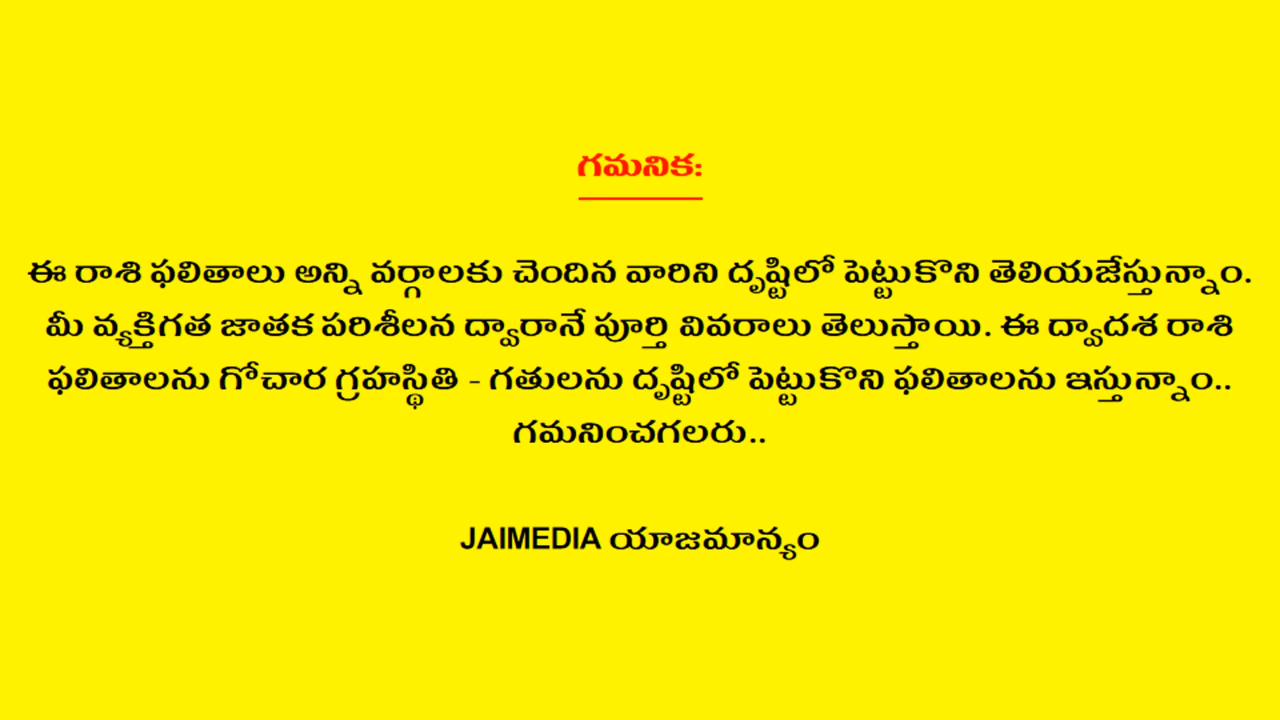 గమనిక:
ఈ రాశి ఫలితాలు అన్ని వర్గాలకు చెందిన వారిని దృష్టిలో పెట్టుకొని తెలియజేస్తున్నాం.
మీ వ్యక్తిగత జాతక పరిశీలన ద్వారానే పూర్తి వివరాలు తెలుస్తాయి. ఈ ద్వాదశ రాశి
ఫలితాలను గోచార గ్రహస్థితి - గతులను దృష్టిలో పెట్టుకొని ఫలితాలను ఇస్తున్నాం..
గమనించగలరు..
JAIMEDIA యాజమాన్యం